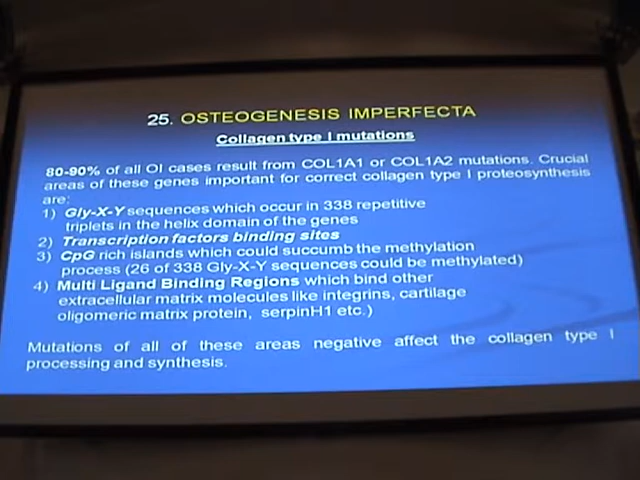 25. OSTEOGENESIS IMPERFECTA
Collagen type I mutations
80-90% of all OI cases result from COL1A1 or COL1A2 mutations. Crucial
areas of these genes important for correct collagen type I proteosynthesis
are:
1) Gly-X-Y sequences which occur in 338 repetitive
triplets in the helix domain of the genes
2) Transcription factors binding sites
3) CpG rich islands which could succumb the methylation
process (26 of 338 Gly-X-Y sequences could be methylated)
4) Multi Ligand Binding Regions which bind other
extracellular matrix molecules like integrins, cartilage
oligomeric matrix protein, serpinH1 etc.)
Mutations of all of these areas negative affect the collagen type I
processing and synthesis.